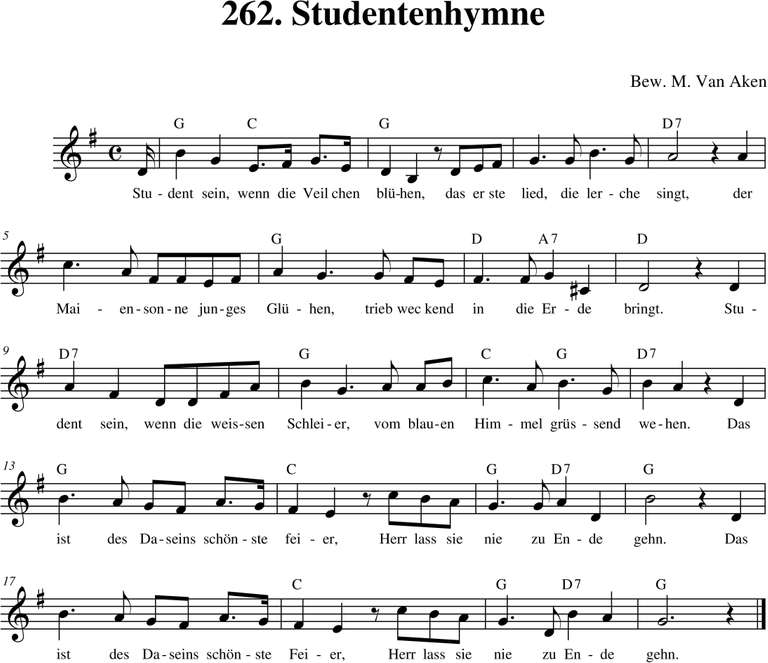 262. Studentenhymne
Bew. M. Van Aken
G C G D7
Stu - dent sein, wenn die Veil chen blü-hen, das er ste lied, die ler - che singt, der
5 G D A7 D
Mai - en-son-ne jun-ges Glü - hen, trieb wec kend in die Er - de bringt. Stu -
9 D7 G C G D7
dent sein, wenn die weis-sen Schlei-er, vom blau-en Him - mel grüs - send we-hen. Das
13 G C G D7 G
ist des Da-seins schön-ste fei - er, Herr lass sie nie zu En - de gehn. Das
17 C G D7 G
ist des Da-seins schön-ste Fei - er, Herr lass sie nie zu En - de gehn.